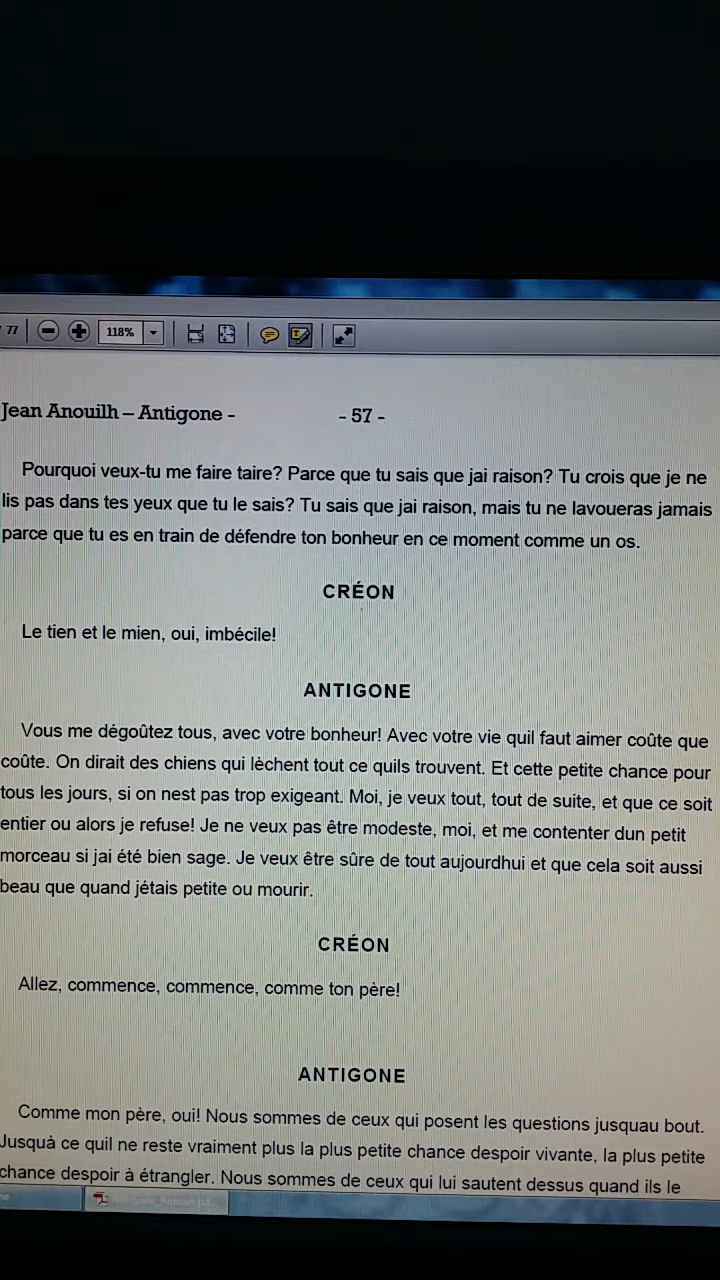 77
118%
Jean Anouilh – Antigone - - 57 -
Pourquoi veux-tu me faire taire? Parce que tu sais que jai raison? Tu crois que je ne
lis pas dans tes yeux que tu le sais? Tu sais que jai raison, mais tu ne lavoueras jamais
parce que tu es en train de défendre ton bonheur en ce moment comme un os.
CRÉON
Le tien et le mien, oui, imbécile!
ANTIGONE
Vous me dégoûtez tous, avec votre bonheur! Avec votre vie quil faut aimer coûte que
coûte. On dirait des chiens qui lèchent tout ce quils trouvent. Et cette petite chance pour
tous les jours, si on nest pas trop exigeant. Moi, je veux tout, tout de suite, et que ce soit
entier ou alors je refuse! Je ne veux pas être modeste, moi, et me contenter dun petit
morceau si jai été bien sage. Je veux être sûre de tout aujourdhui et que cela soit aussi
beau que quand jétais petite ou mourir.
CRÉON
Allez, commence, commence, comme ton père!
ANTIGONE
Comme mon père, oui! Nous sommes de ceux qui posent les questions jusquau bout.
Jusquà ce quil ne reste vraiment plus la plus petite chance despoir vivante, la plus petite
chance despoir à étrangler. Nous sommes de ceux qui lui sautent dessus quand ils le